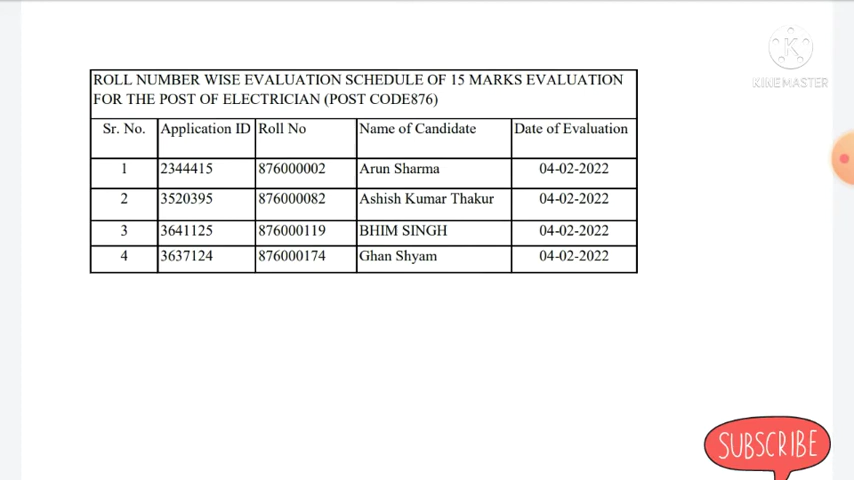 KINEMASTER
ROLL NUMBER WISE EVALUATION SCHEDULE OF 15 MARKS EVALUATION
FOR THE POST OF ELECTRICIAN (POST CODE876)
Sr. No. Application ID Roll No Name of Candidate Date of Evaluation
1 2344415 876000002 Arun Sharma 04-02-2022
2 3520395 876000082 Ashish Kumar Thakur 04-02-2022
3 3641125 876000119 BHIM SINGH 04-02-2022
4 3637124 876000174 Ghan Shyam 04-02-2022
SUBSCRIBE